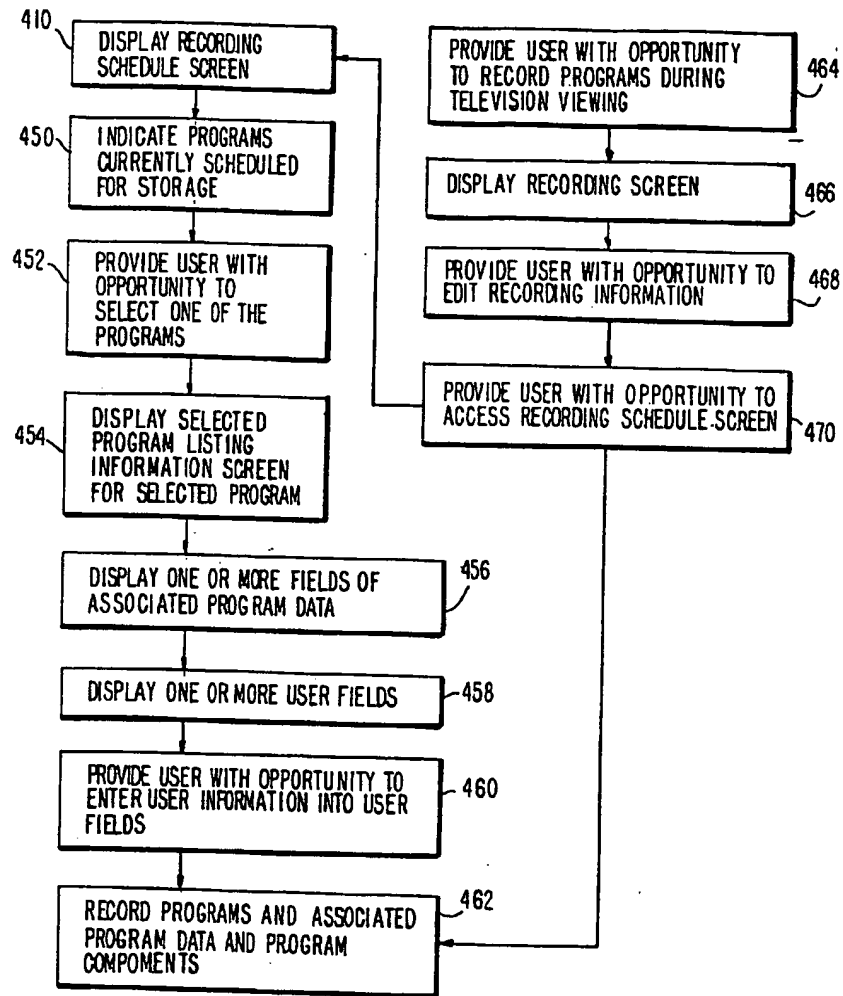 410
DISPLAY RECORDING
SCHEDULE SCREEN
450
INDICATE PROGRAMS
CURRENTLY SCHEDULED
FOR STORAGE
452
PROVIDE USER WITH
OPPORTUNITY TO
SELECT ONE OF THE
PROGRAMS
454
DISPLAY SELECTED
PROGRAM LISTING
INFORMATION SCREEN
FOR SELECTED PROGRAM
DISPLAY ONE OR MORE FIELDS OF
ASSOCIATED PROGRAM DATA
456
DISPLAY ONE OR MORE USER FIELDS
458
PROVIDE USER WITH OPPORTUNITY TO
ENTER USER INFORMATION INTO USER
FIELDS
460
RECORD PROGRAMS AND ASSOCIATED
PROGRAM DATA AND PROGRAM
COMPOMENTS
462
PROVIDE USER WITH OPPORTUNITY
TO RECORD PROGRAMS DURING
TELEVISION VIEWING
464
DISPLAY RECORDING SCREEN
466
PROVIDE USER WITH OPPORTUNITY TO
EDIT RECORDING INFORMATION
468
PROVIDE USER WITH OPPORTUNITY TO
ACCESS RECORDING SCHEDULE-SCREEN
470